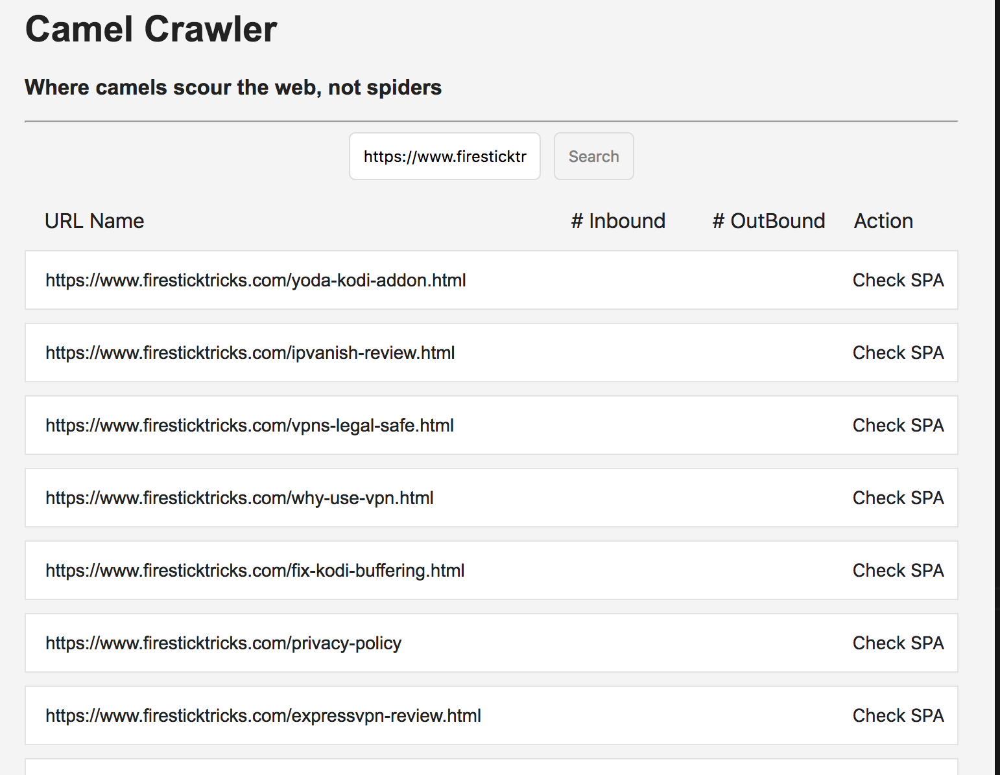 Camel Crawler
Where camels scour the web, not spiders
https://www.firesticktr Search
URL Name # Inbound # OutBound Action
https://www.firesticktricks.com/yoda-kodi-addon.html Check SPA
https://www.firesticktricks.com/ipvanish-review.html Check SPA
https://www.firesticktricks.com/vpns-legal-safe.html Check SPA
https://www.firesticktricks.com/why-use-vpn.html Check SPA
https://www.firesticktricks.com/fix-kodi-buffering.html Check SPA
https://www.firesticktricks.com/privacy-policy Check SPA
https://www.firesticktricks.com/expressvpn-review.html Check SPA